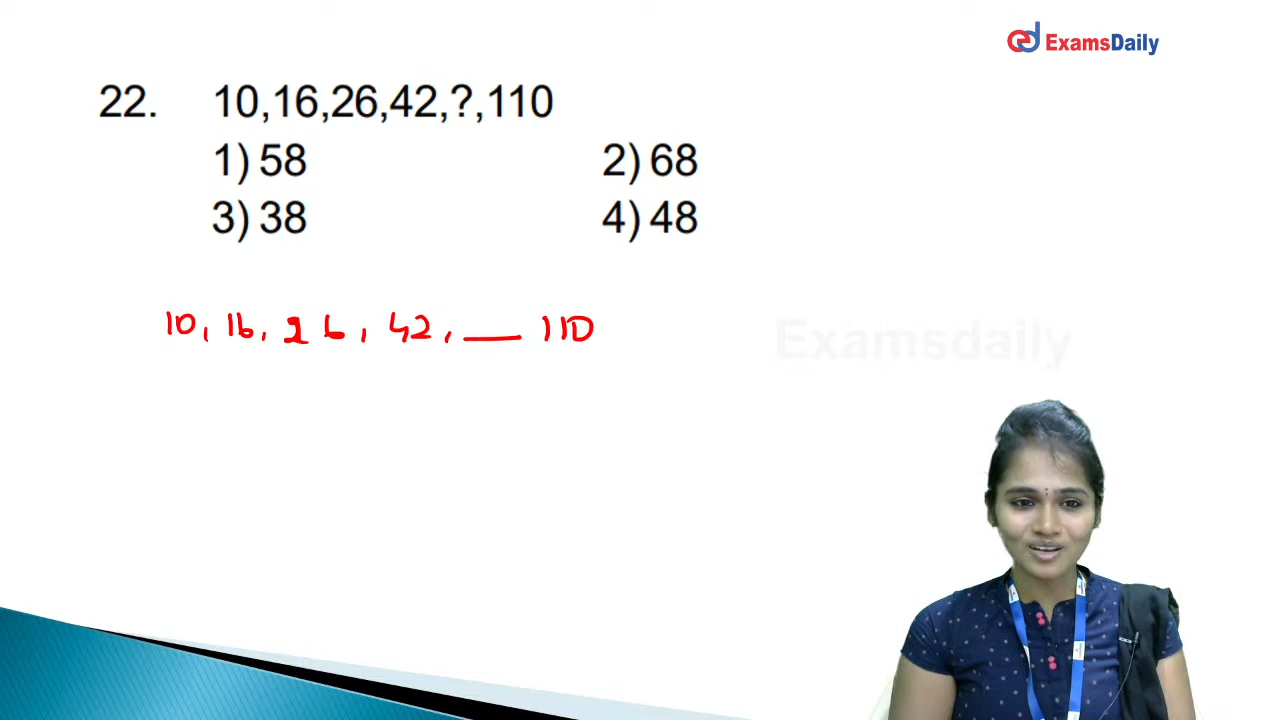 ExamsDaily
22. 10,16,26,42,?,110
1) 58 2) 68
3) 38 4) 48
10, 16, 26, 42, __ 110
Examsdaily